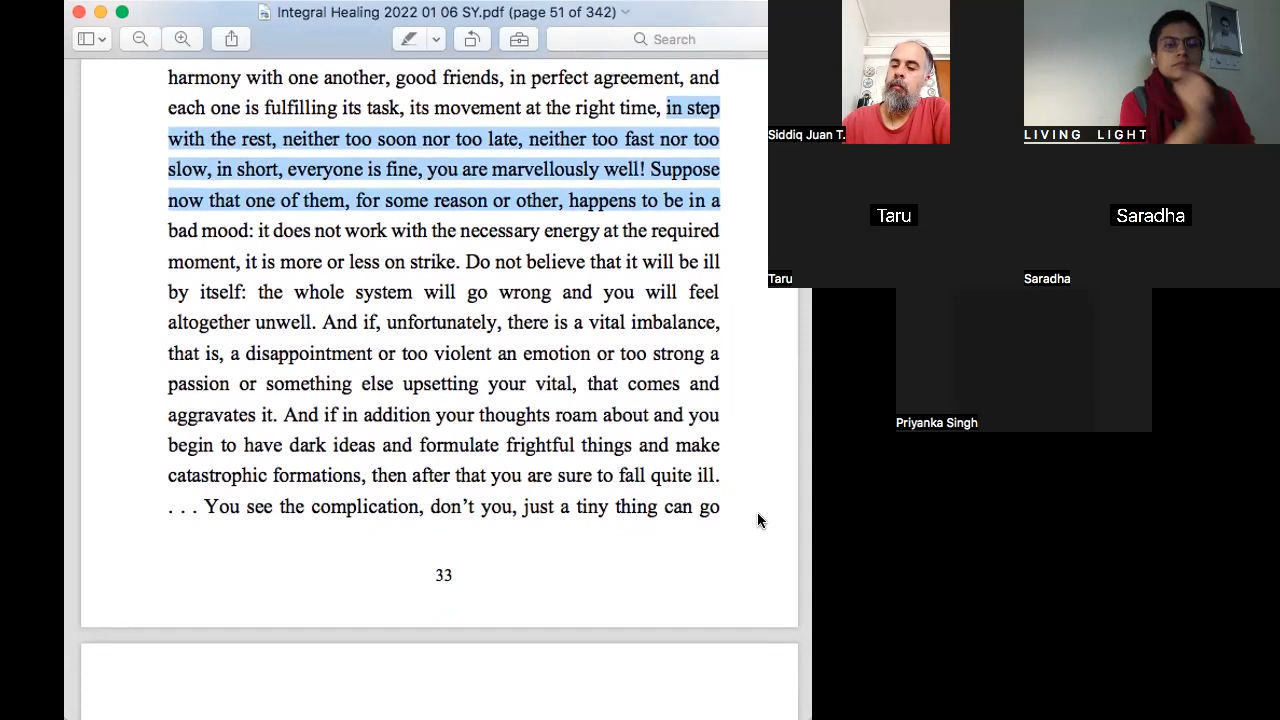 Integral Healing 2022 01 06 SY.pdf (page 51 of 342)
Search
harmony with one another, good friends, in perfect agreement, and
each one is fulfilling its task, its movement at the right time, in step
with the rest, neither too soon nor too late, neither too fast nor too
slow, in short, everyone is fine, you are marvellously well! Suppose
now that one of them, for some reason or other, happens to be in a
bad mood: it does not work with the necessary energy at the required
moment, it is more or less on strike. Do not believe that it will be ill
by itself: the whole system will go wrong and you will feel
altogether unwell. And if, unfortunately, there is a vital imbalance,
that is, a disappointment or too violent an emotion or too strong a
passion or something else upsetting your vital, that comes and
aggravates it. And if in addition your thoughts roam about and you
begin to have dark ideas and formulate frightful things and make
catastrophic formations, then after that you are sure to fall quite ill.
. . . You see the complication, don’t you, just a tiny thing can go
33
Siddiq Juan T.
LIVING LIGHT
Taru
Saradha
Taru
Saradha
Priyanka Singh